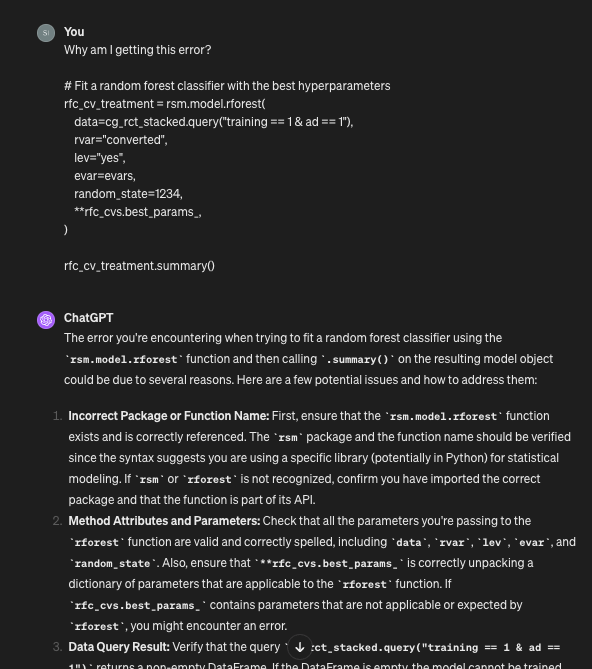 SI
You
Why am I getting this error?
# Fit a random forest classifier with the best hyperparameters
rfc_cv_treatment = rsm.model.rforest(
data=cg_rct_stacked.query("training == 1 & ad == 1"),
rvar="converted",
lev="yes",
evar=evars,
random_state=1234,
**rfc_cvs.best_params_,
)
rfc_cv_treatment.summary()
ChatGPT
The error you're encountering when trying to fit a random forest classifier using the
`rsm.model.rforest` function and then calling `.summary()` on the resulting model object
could be due to several reasons. Here are a few potential issues and how to address them:
1. Incorrect Package or Function Name: First, ensure that the `rsm.model.rforest` function
exists and is correctly referenced. The `rsm` package and the function name should be verified
since the syntax suggests you are using a specific library (potentially in Python) for statistical
modeling. If `rsm` or `rforest` is not recognized, confirm you have imported the correct
package and that the function is part of its API.
2. Method Attributes and Parameters: Check that all the parameters you're passing to the
`rforest` function are valid and correctly spelled, including `data`, `rvar`, `lev`, `evar`, and
`random_state`. Also, ensure that `**rfc_cvs.best_params_` is correctly unpacking a
dictionary of parameters that are applicable to the `rforest` function. If
`rfc_cvs.best_params_` contains parameters that are not applicable or expected by
`rforest`, you might encounter an error.
3. Data Query Result: Verify that the query ` rct_stacked.query("training == 1 & ad ==
1")` returns a non-empty DataFrame. If the DataFrame is empty, the model cannot be trained